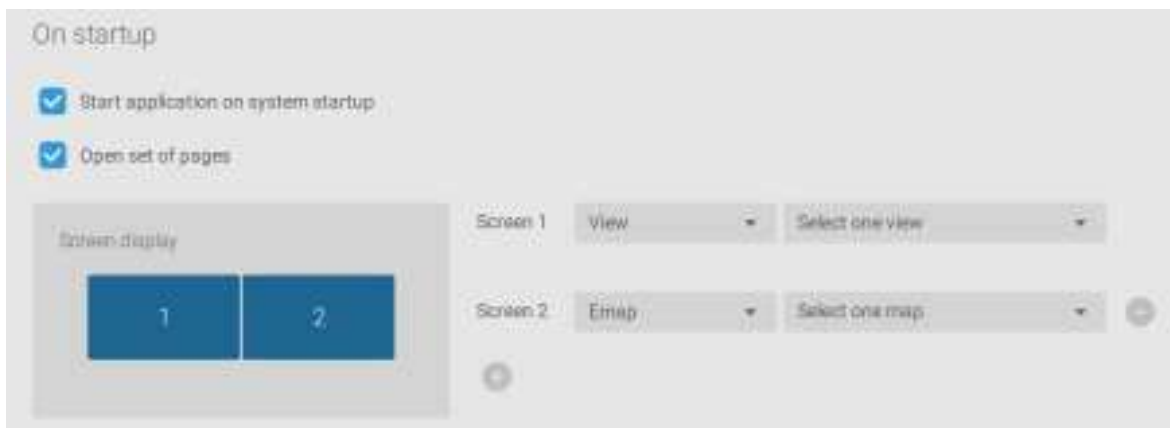 On startup
Start application on system startup
Open set of pages
Screen display
1 2
Screen 1 View Select one view
Screen 2 Emap Select one map